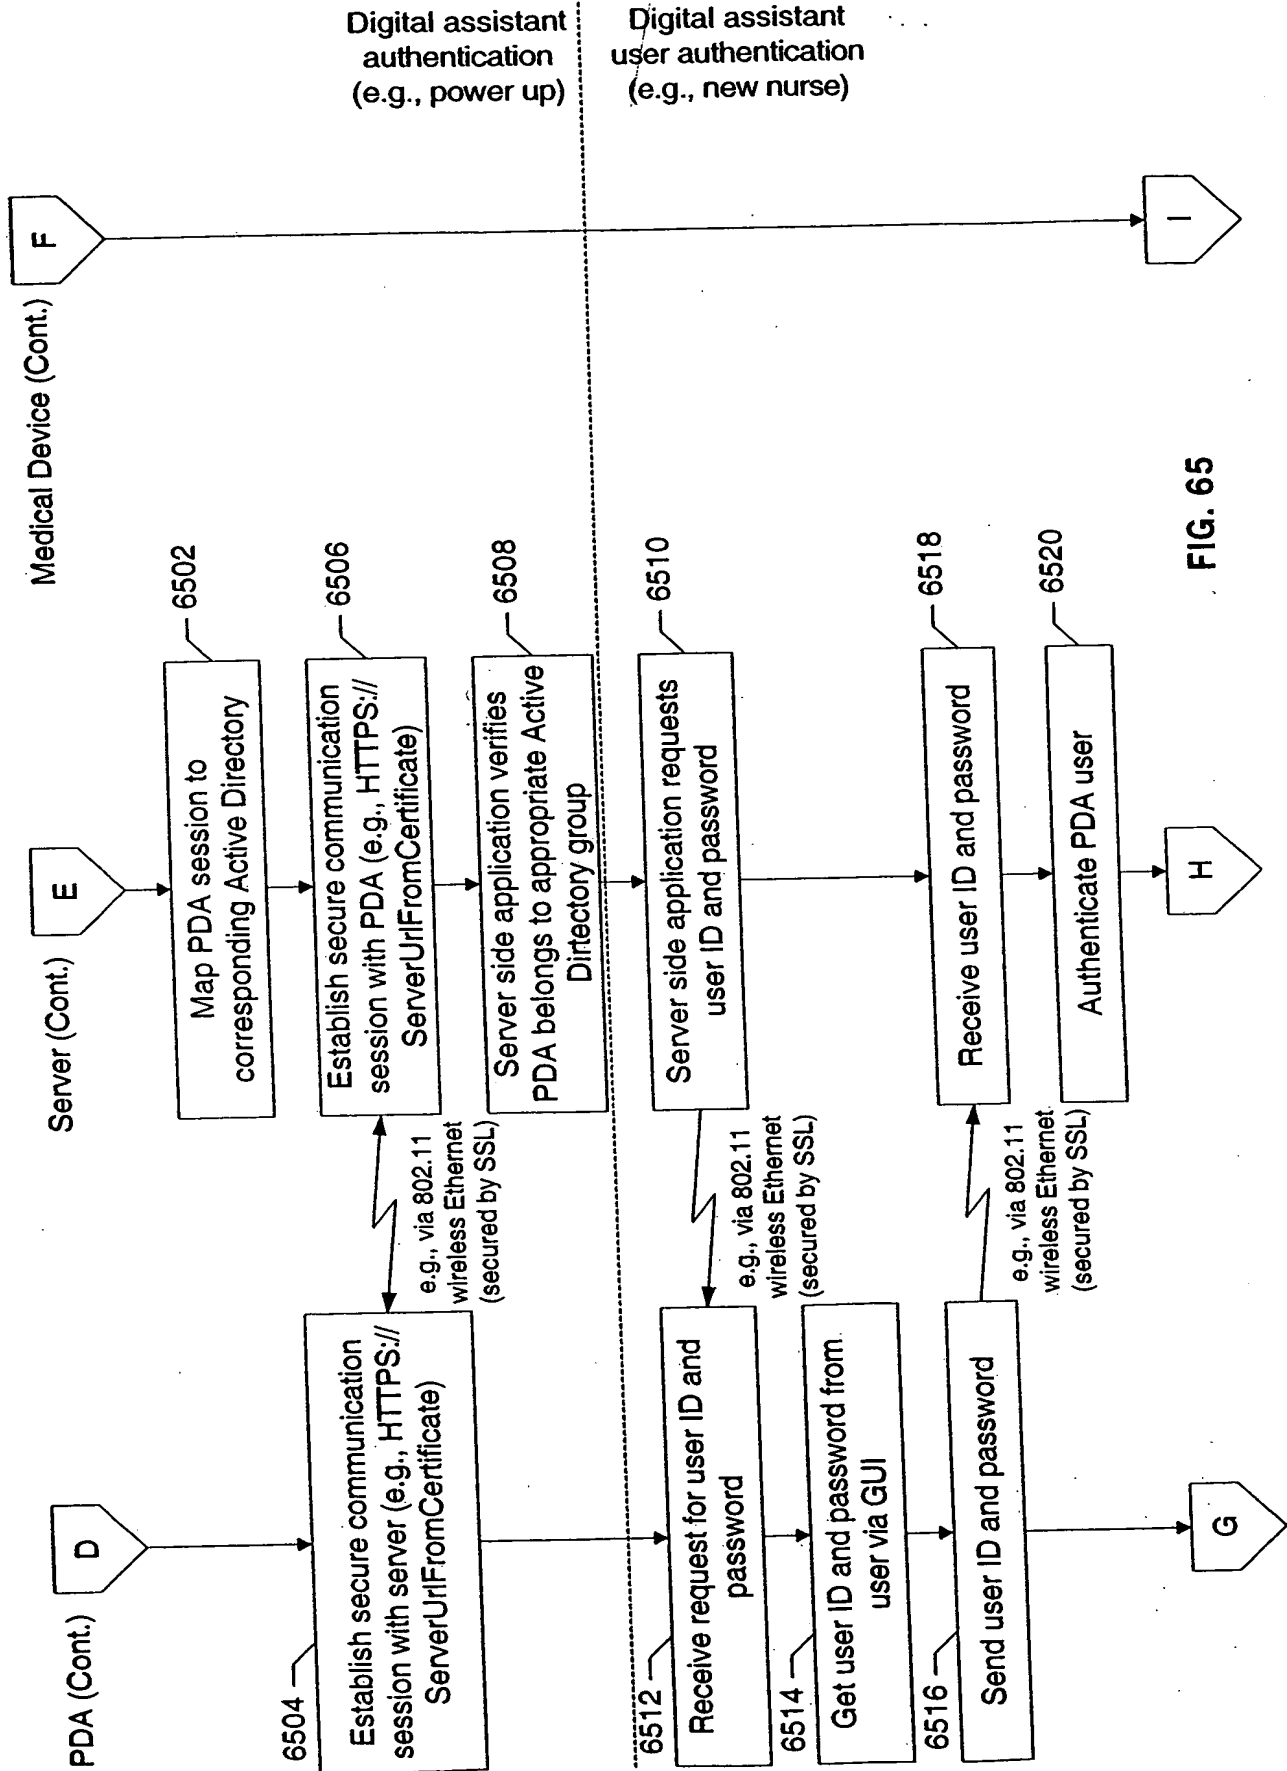 Digital assistant
authentication
(e.g., power up)
Digital assistant
user authentication
(e.g., new nurse)
PDA (Cont.)
D
6504
Establish secure communication
session with server (e.g., HTTPS://
ServerUrlFromCertificate)
6512
Receive request for user ID and
password
6514
Get user ID and password from
user via GUI
6516
Send user ID and password
G
e.g., via 802.11
wireless Ethernet
(secured by SSL)
e.g., via 802.11
wireless Ethernet
(secured by SSL)
e.g., via 802.11
wireless Ethernet
(secured by SSL)
Server (Cont.)
E
Map PDA session to
corresponding Active Directory
6502
Establish secure communication
session with PDA (e.g., HTTPS://
ServerUrlFromCertificate)
6506
Server side application verifies
PDA belongs to appropriate Active
Dirtectory group
6508
Server side application requests
user ID and password
6510
Receive user ID and password
6518
Authenticate PDA user
6520
H
Medical Device (Cont.)
F
I
FIG. 65